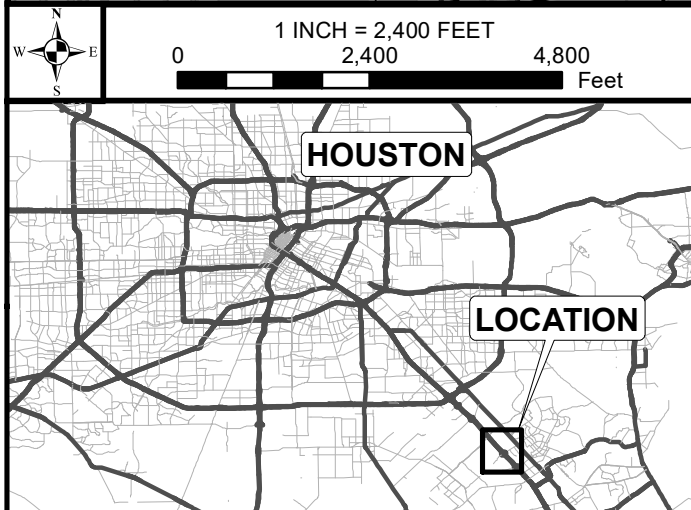 N
W E
S
1 INCH = 2,400 FEET
0 2,400 4,800
Feet
HOUSTON
LOCATION